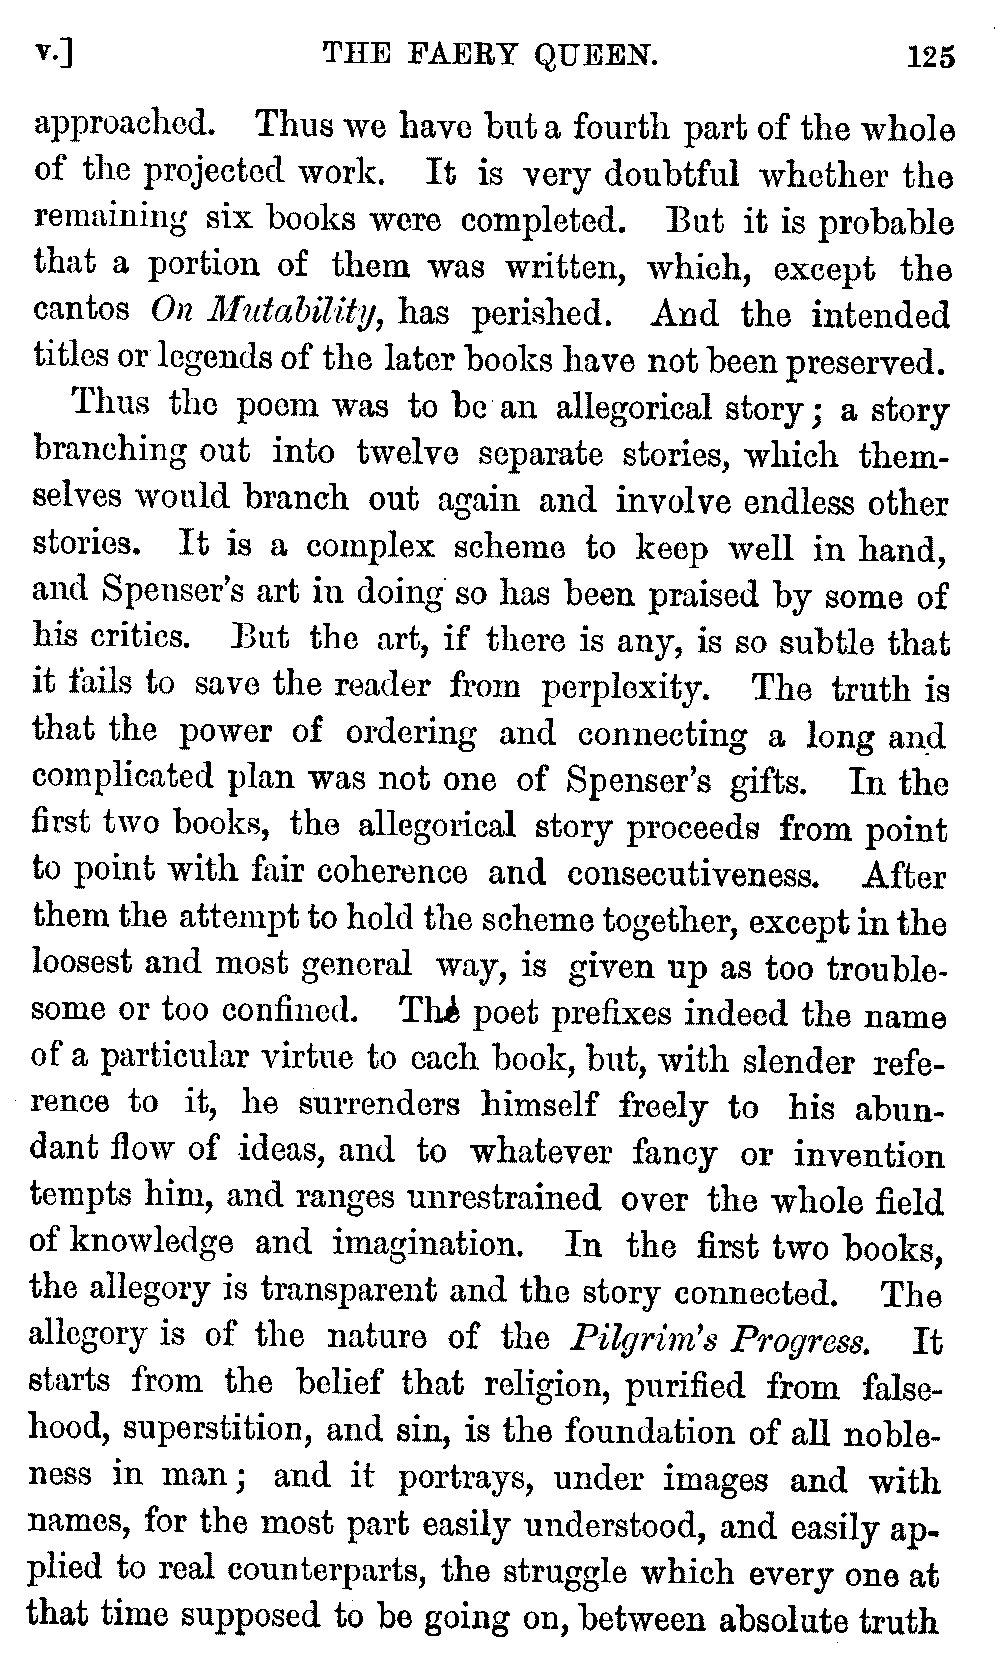 v.] THE FAERY QUEEN. 125
approached. Thus we have but a fourth part of the whole
of the projected work. It is very doubtful whether the
remaining six books were completed. But it is probable
that a portion of them was written, which, except the
cantos On Mutability, has perished. And the intended
titles or legends of the later books have not been preserved.
Thus the poem was to be an allegorical story; a story
branching out into twelve separate stories, which them-
selves would branch out again and involve endless other
stories. It is a complex scheme to keep well in hand,
and Spenser's art in doing so has been praised by some of
his critics. But the art, if there is any, is so subtle that
it fails to save the reader from perplexity. The truth is
that the power of ordering and connecting a long and
complicated plan was not one of Spenser's gifts. In the
first two books, the allegorical story proceeds from point
to point with fair coherence and consecutiveness. After
them the attempt to hold the scheme together, except in the
loosest and most general way, is given up as too trouble-
some or too confined. The poet prefixes indeed the name
of a particular virtue to each book, but, with slender refe-
rence to it, he surrenders himself freely to his abun-
dant flow of ideas, and to whatever fancy or invention
tempts him, and ranges unrestrained over the whole field
of knowledge and imagination. In the first two books,
the allegory is transparent and the story connected. The
allegory is of the nature of the Pilgrim's Progress. It
starts from the belief that religion, purified from false-
hood, superstition, and sin, is the foundation of all noble-
ness in man; and it portrays, under images and with
names, for the most part easily understood, and easily ap-
plied to real counterparts, the struggle which every one at
that time supposed to be going on, between absolute truth